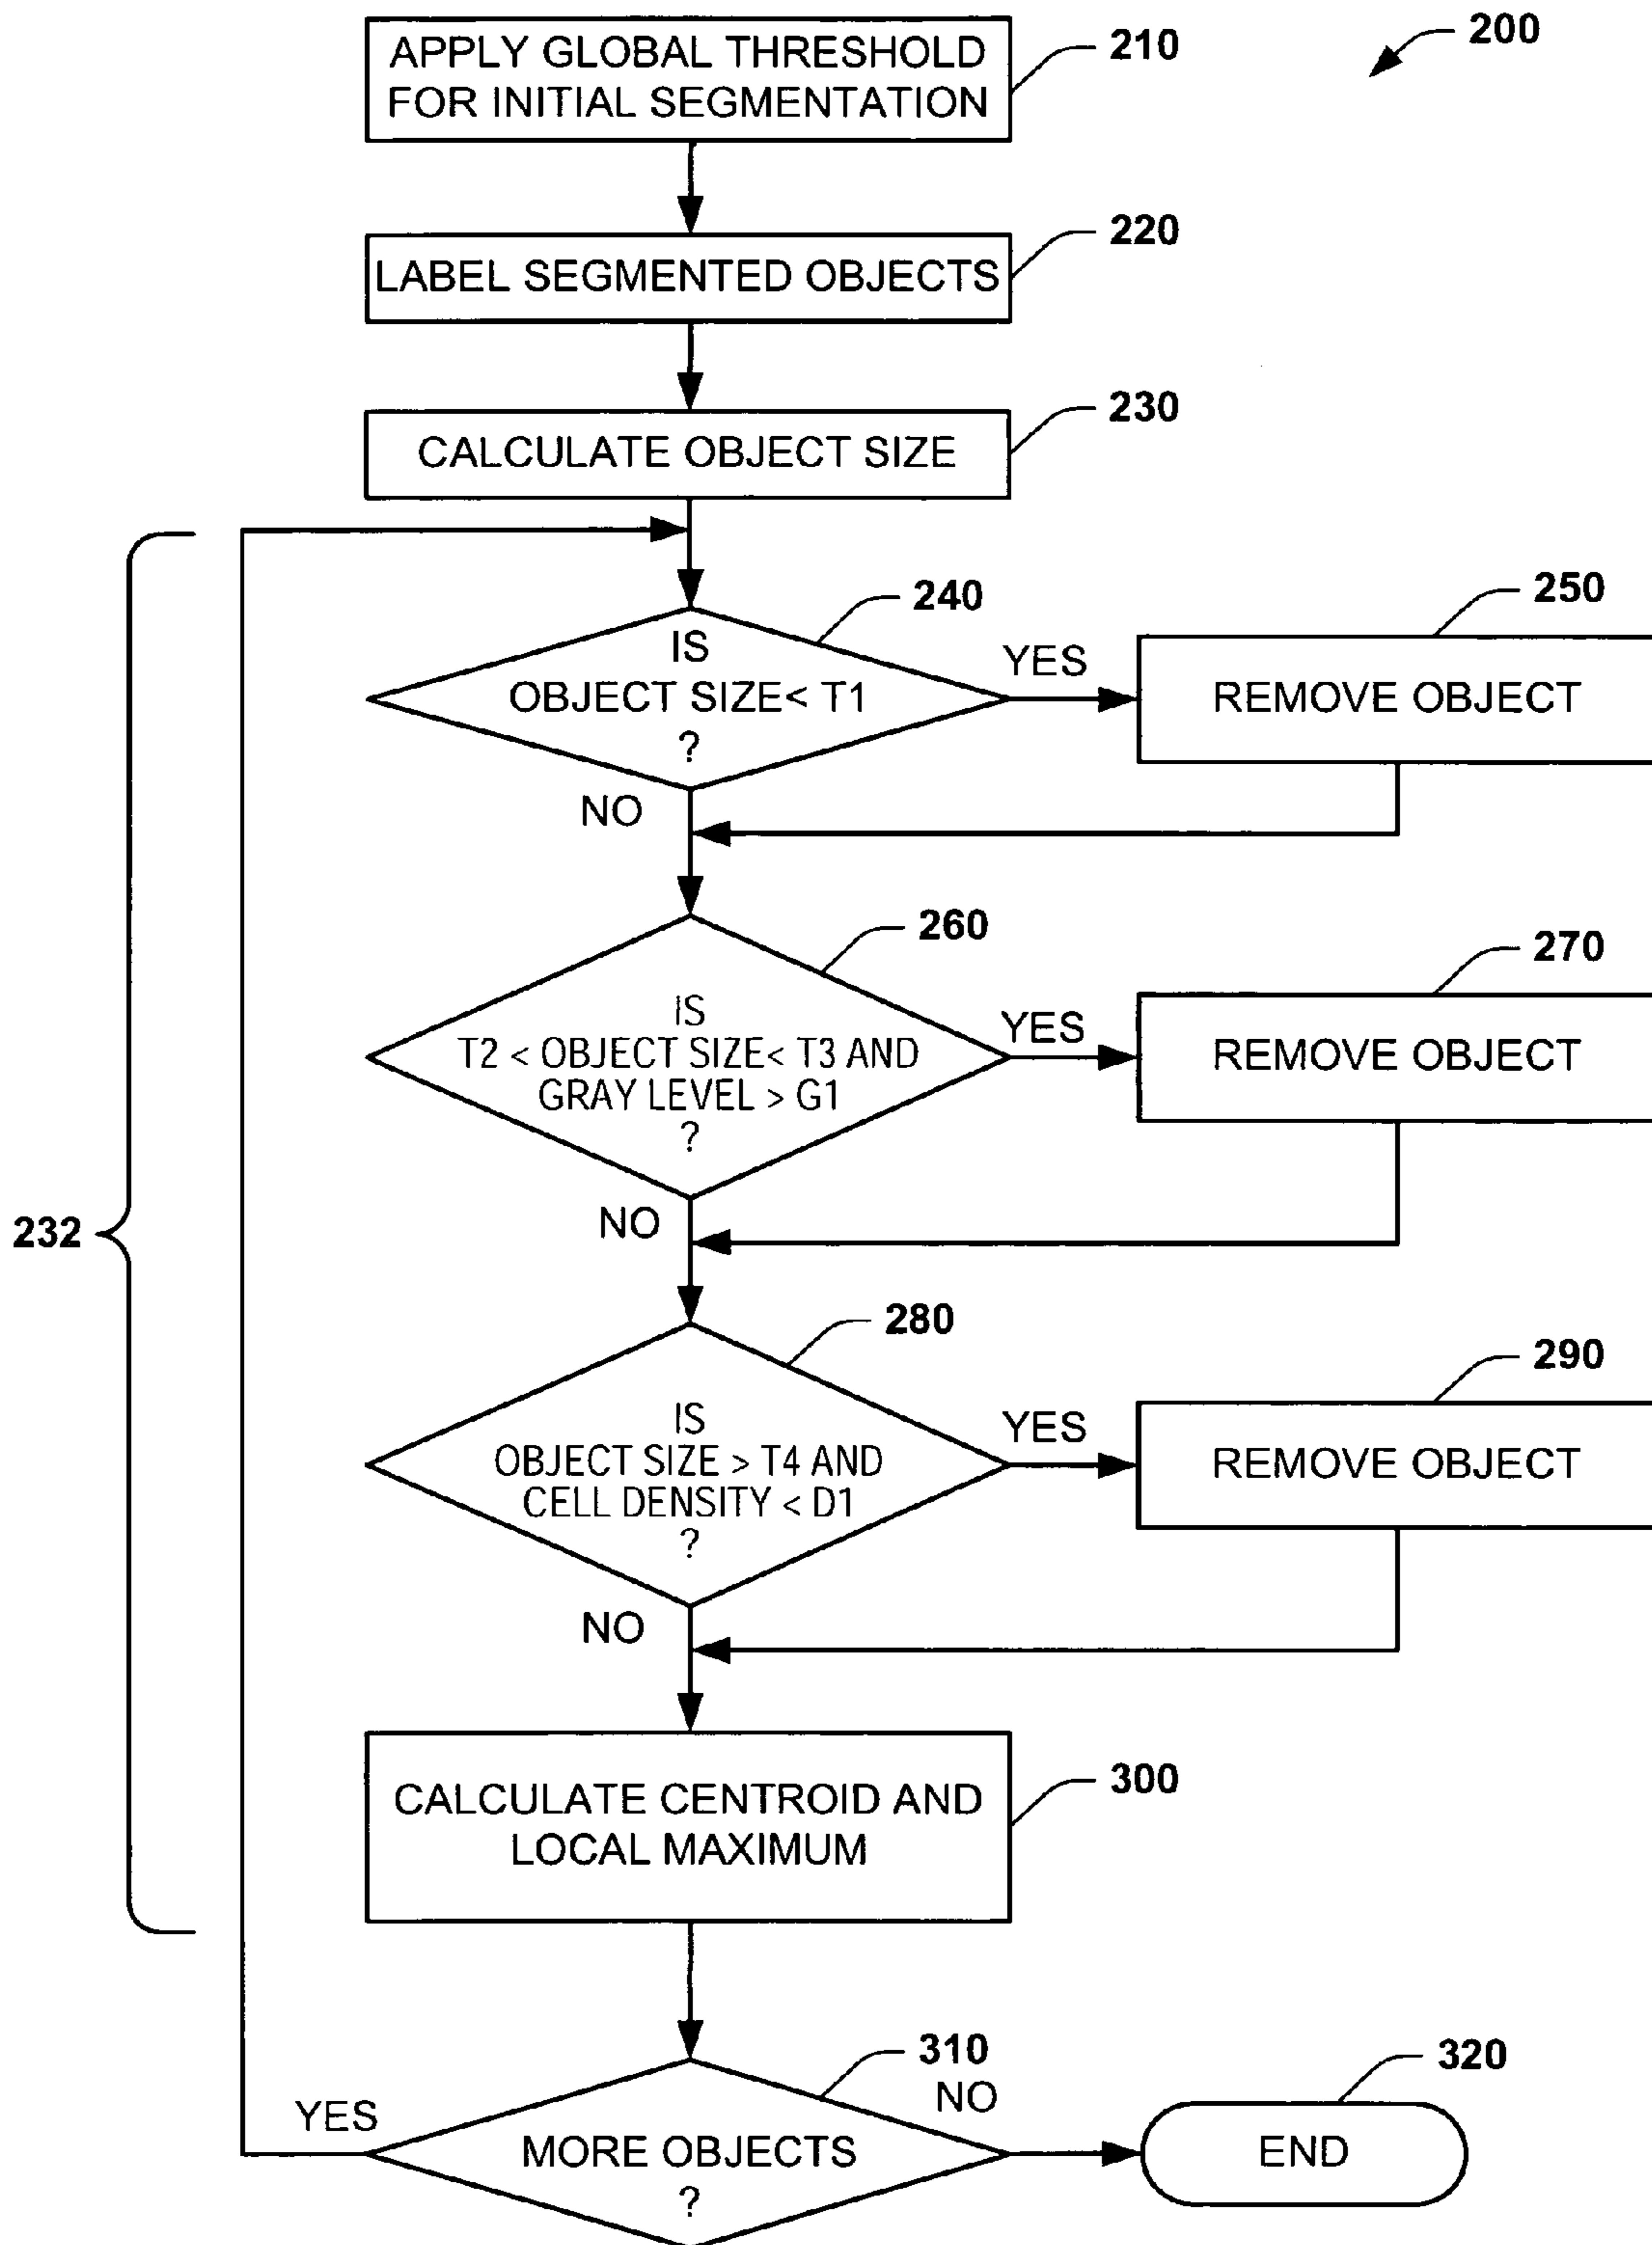 200
APPLY GLOBAL THRESHOLD
FOR INITIAL SEGMENTATION
210
LABEL SEGMENTED OBJECTS
220
CALCULATE OBJECT SIZE
230
232
IS
OBJECT SIZE< T1
?
240
YES
NO
REMOVE OBJECT
250
IS
T2 < OBJECT SIZE< T3 AND
GRAY LEVEL > G1
?
260
YES
NO
REMOVE OBJECT
270
IS
OBJECT SIZE > T4 AND
CELL DENSITY < D1
?
280
YES
NO
REMOVE OBJECT
290
CALCULATE CENTROID AND
LOCAL MAXIMUM
300
MORE OBJECTS
?
310
YES
NO
END
320